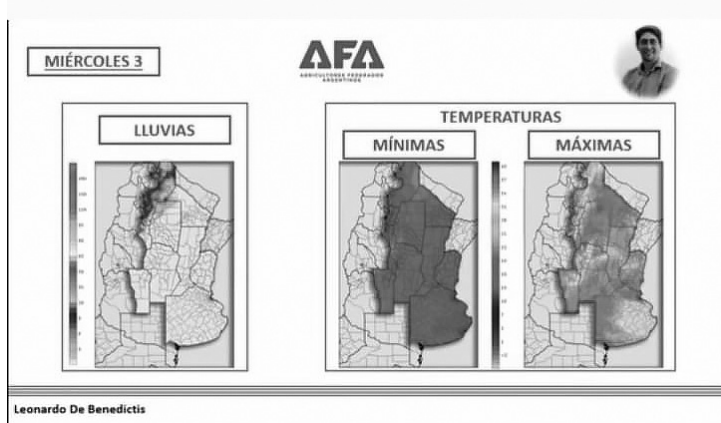 MIÉRCOLES 3
AFA
AGRICULTORES FEDERADOS
ARGENTINOS
LLUVIAS
TEMPERATURAS
MÍNIMAS
MÁXIMAS
Leonardo De Benedictis